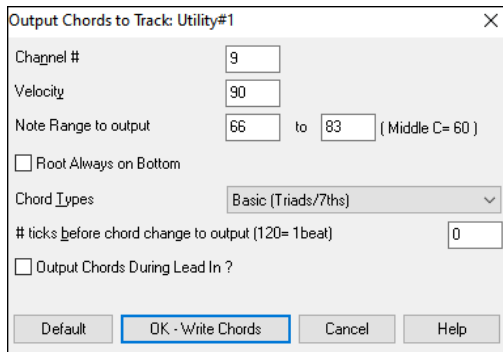 Output Chords to Track: Utility#1
Channel # 9
Velocity 90
Note Range to output 66 to 83 ( Middle C= 60 )
Root Always on Bottom
Chord Types Basic (Triads/7ths)
# ticks before chord change to output (120= 1beat) 0
Output Chords During Lead In ?
Default OK - Write Chords Cancel Help